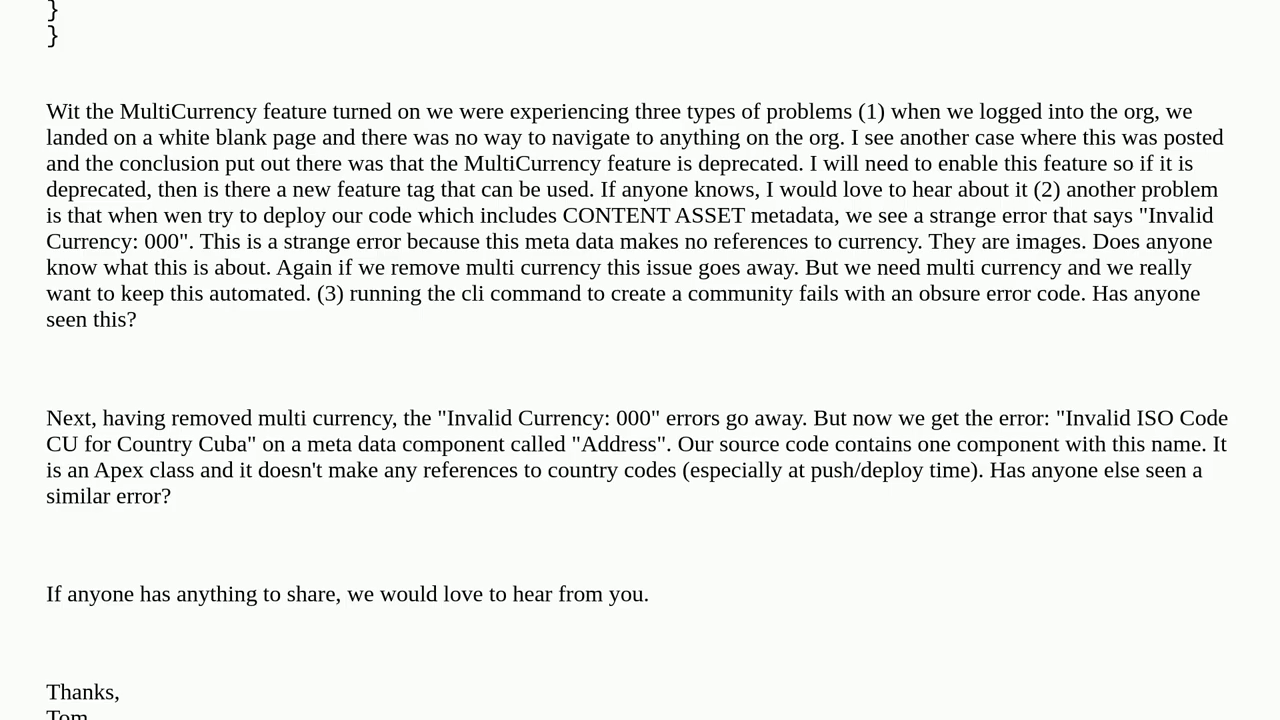 }
}
Wit the MultiCurrency feature turned on we were experiencing three types of problems (1) when we logged into the org, we
landed on a white blank page and there was no way to navigate to anything on the org. I see another case where this was posted
and the conclusion put out there was that the MultiCurrency feature is deprecated. I will need to enable this feature so if it is
deprecated, then is there a new feature tag that can be used. If anyone knows, I would love to hear about it (2) another problem
is that when wen try to deploy our code which includes CONTENT ASSET metadata, we see a strange error that says "Invalid
Currency: 000". This is a strange error because this meta data makes no references to currency. They are images. Does anyone
know what this is about. Again if we remove multi currency this issue goes away. But we need multi currency and we really
want to keep this automated. (3) running the cli command to create a community fails with an obsure error code. Has anyone
seen this?
Next, having removed multi currency, the "Invalid Currency: 000" errors go away. But now we get the error: "Invalid ISO Code
CU for Country Cuba" on a meta data component called "Address". Our source code contains one component with this name. It
is an Apex class and it doesn't make any references to country codes (especially at push/deploy time). Has anyone else seen a
similar error?
If anyone has anything to share, we would love to hear from you.
Thanks,
Tom